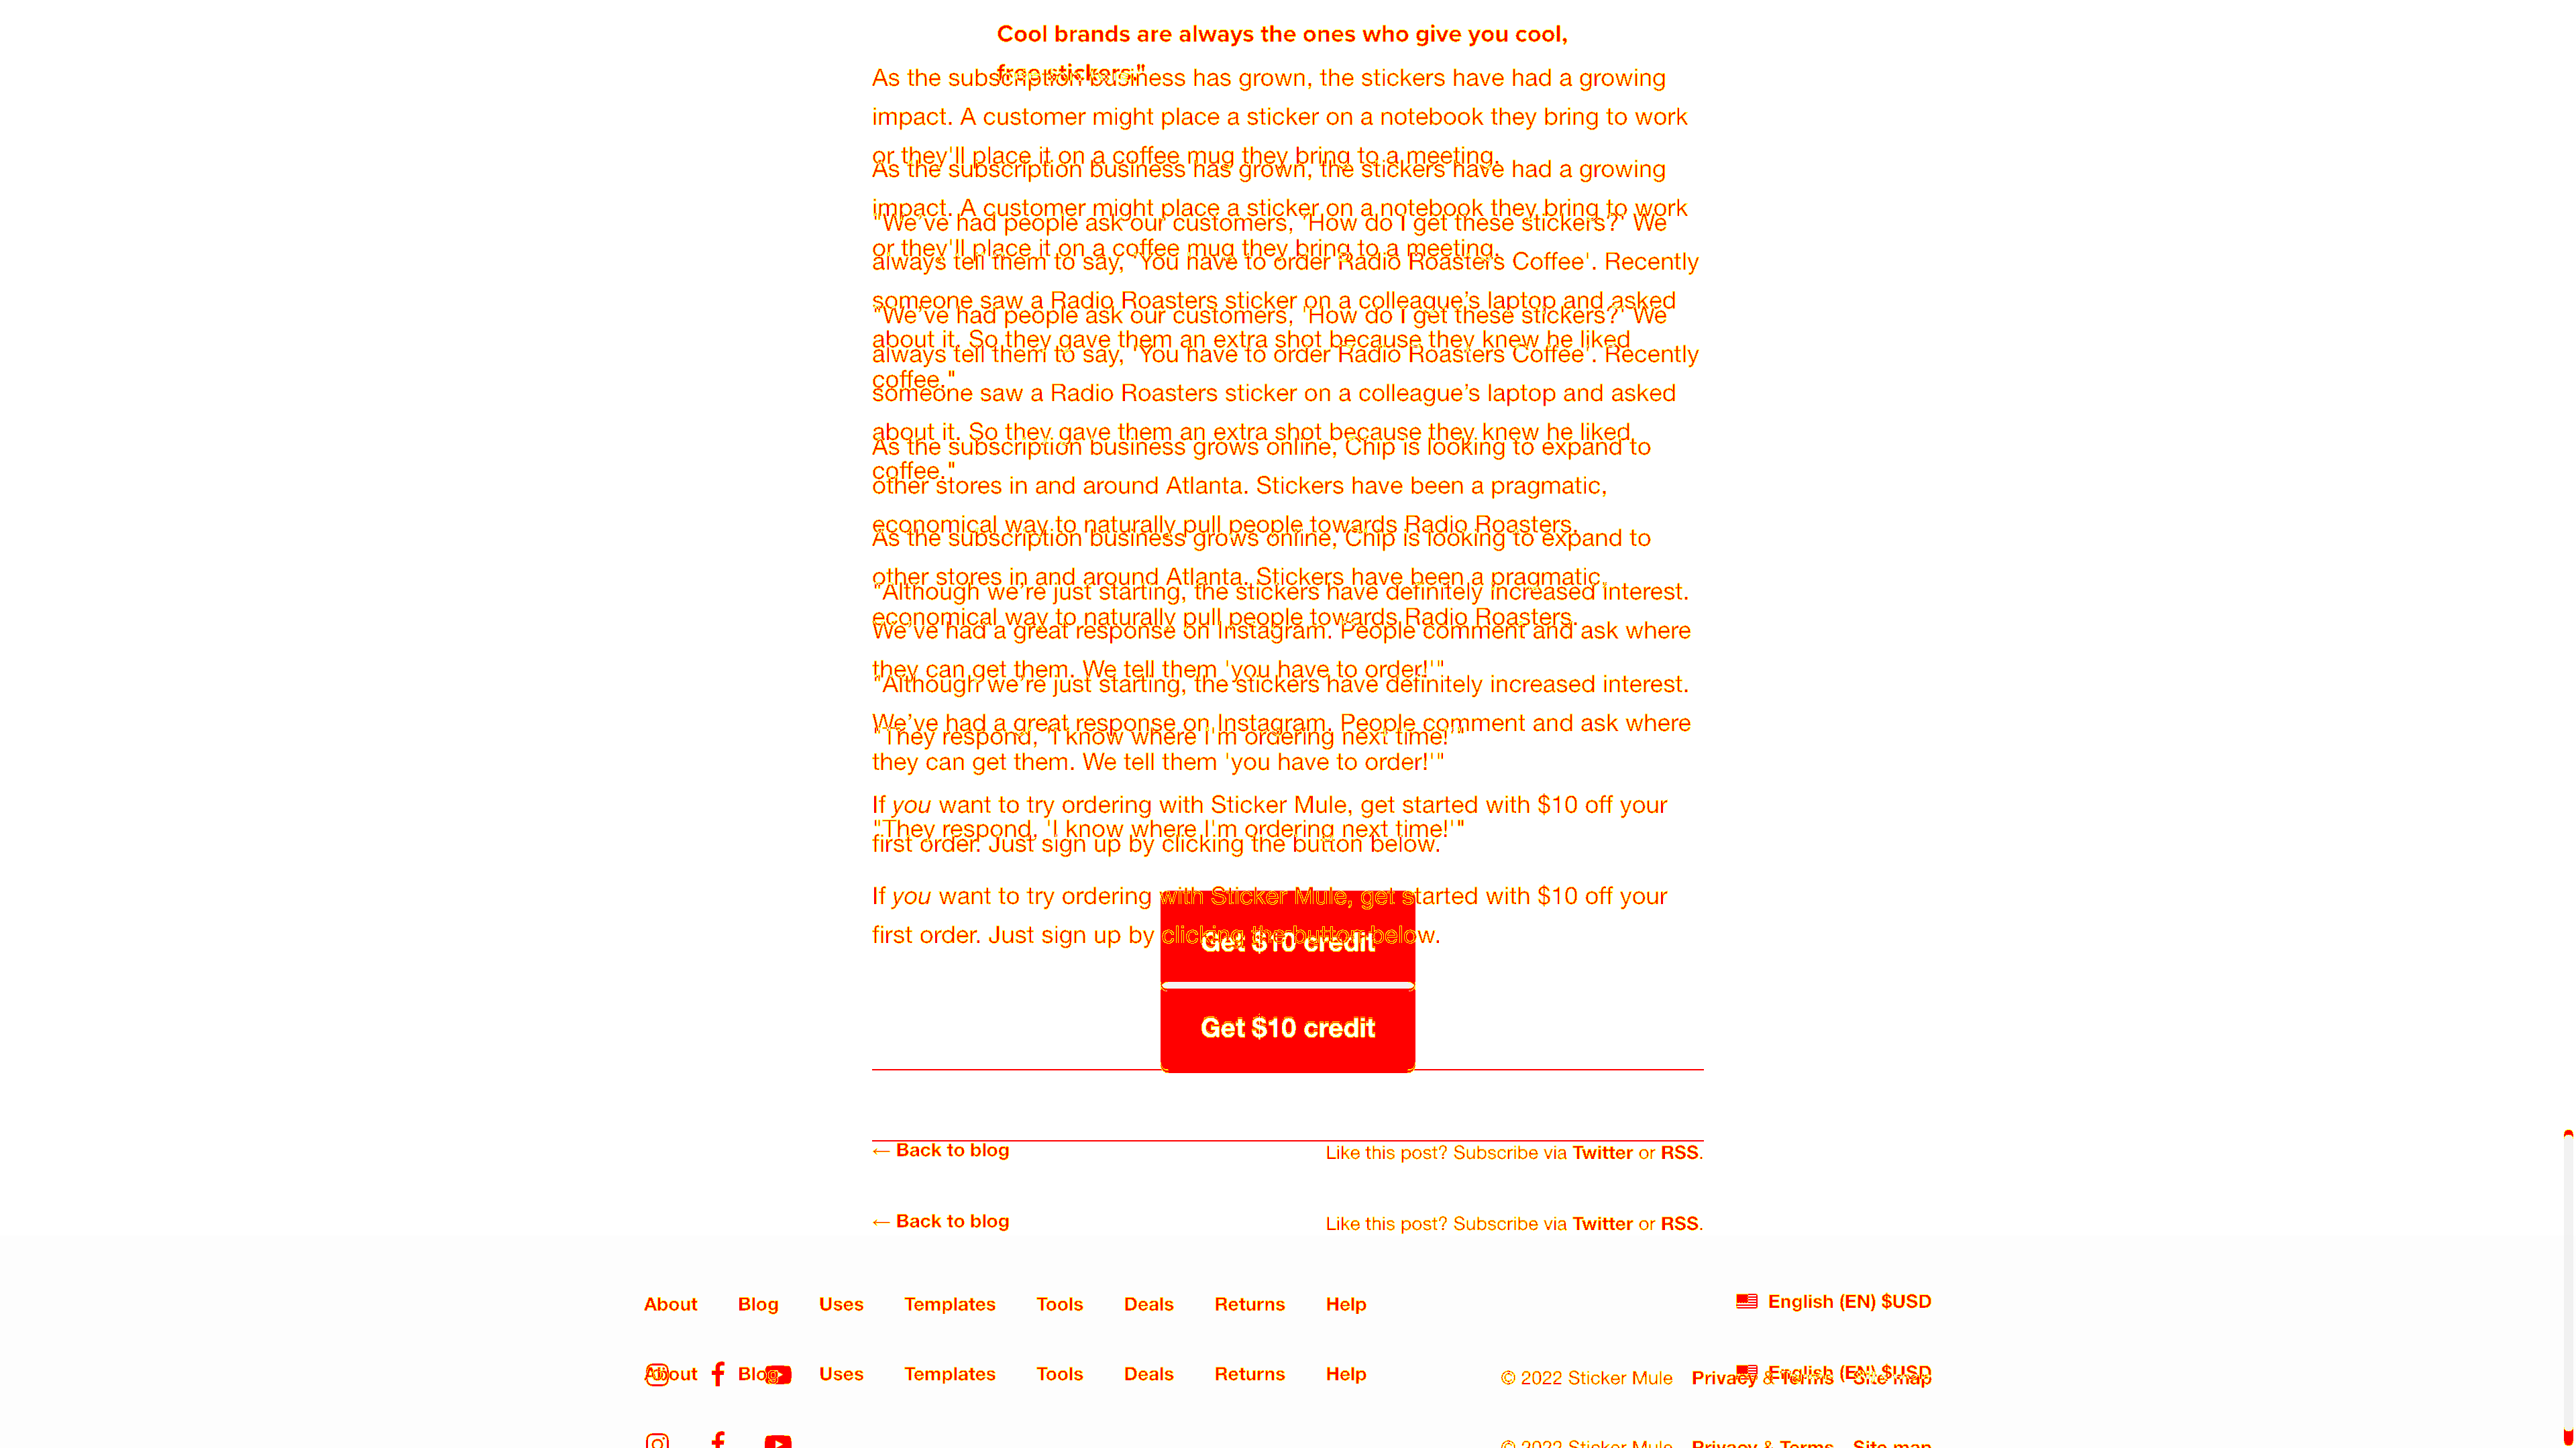 Cool brands are always the ones who give you cool,
free stickers."
As the subscription business has grown, the stickers have had a growing
impact. A customer might place a sticker on a notebook they bring to work
or they'll place it on a coffee mug they bring to a meeting.
As the subscription business has grown, the stickers have had a growing
impact. A customer might place a sticker on a notebook they bring to work
"We’ve had people ask our customers, 'How do I get these stickers?' We
or they'll place it on a coffee mug they bring to a meeting.
always tell them to say, 'You have to order Radio Roasters Coffee'. Recently
someone saw a Radio Roasters sticker on a colleague’s laptop and asked
"We’ve had people ask our customers, 'How do I get these stickers?' We
about it. So they gave them an extra shot because they knew he liked
always tell them to say, 'You have to order Radio Roasters Coffee'. Recently
coffee."
someone saw a Radio Roasters sticker on a colleague’s laptop and asked
about it. So they gave them an extra shot because they knew he liked
As the subscription business grows online, Chip is looking to expand to
coffee."
other stores in and around Atlanta. Stickers have been a pragmatic,
economical way to naturally pull people towards Radio Roasters.
As the subscription business grows online, Chip is looking to expand to
other stores in and around Atlanta. Stickers have been a pragmatic,
"Although we’re just starting, the stickers have definitely increased interest.
economical way to naturally pull people towards Radio Roasters.
We’ve had a great response on Instagram. People comment and ask where
they can get them. We tell them 'you have to order!'"
"Although we’re just starting, the stickers have definitely increased interest.
We’ve had a great response on Instagram. People comment and ask where
"They respond, 'I know where I'm ordering next time!'"
they can get them. We tell them 'you have to order!'"
If you want to try ordering with Sticker Mule, get started with $10 off your
"They respond, 'I know where I'm ordering next time!'"
first order. Just sign up by clicking the button below.
If you want to try ordering with Sticker Mule, get started with $10 off your
first order. Just sign up by clicking the button below.
Get $10 credit
Get $10 credit
← Back to blog Like this post? Subscribe via Twitter or RSS.
← Back to blog Like this post? Subscribe via Twitter or RSS.
About Blog Uses Templates Tools Deals Returns Help English (EN) $USD
About Blog Uses Templates Tools Deals Returns Help English (EN) $USD
© 2022 Sticker Mule Privacy & Terms Site map
© 2022 Sticker Mule Privacy & Terms Site map